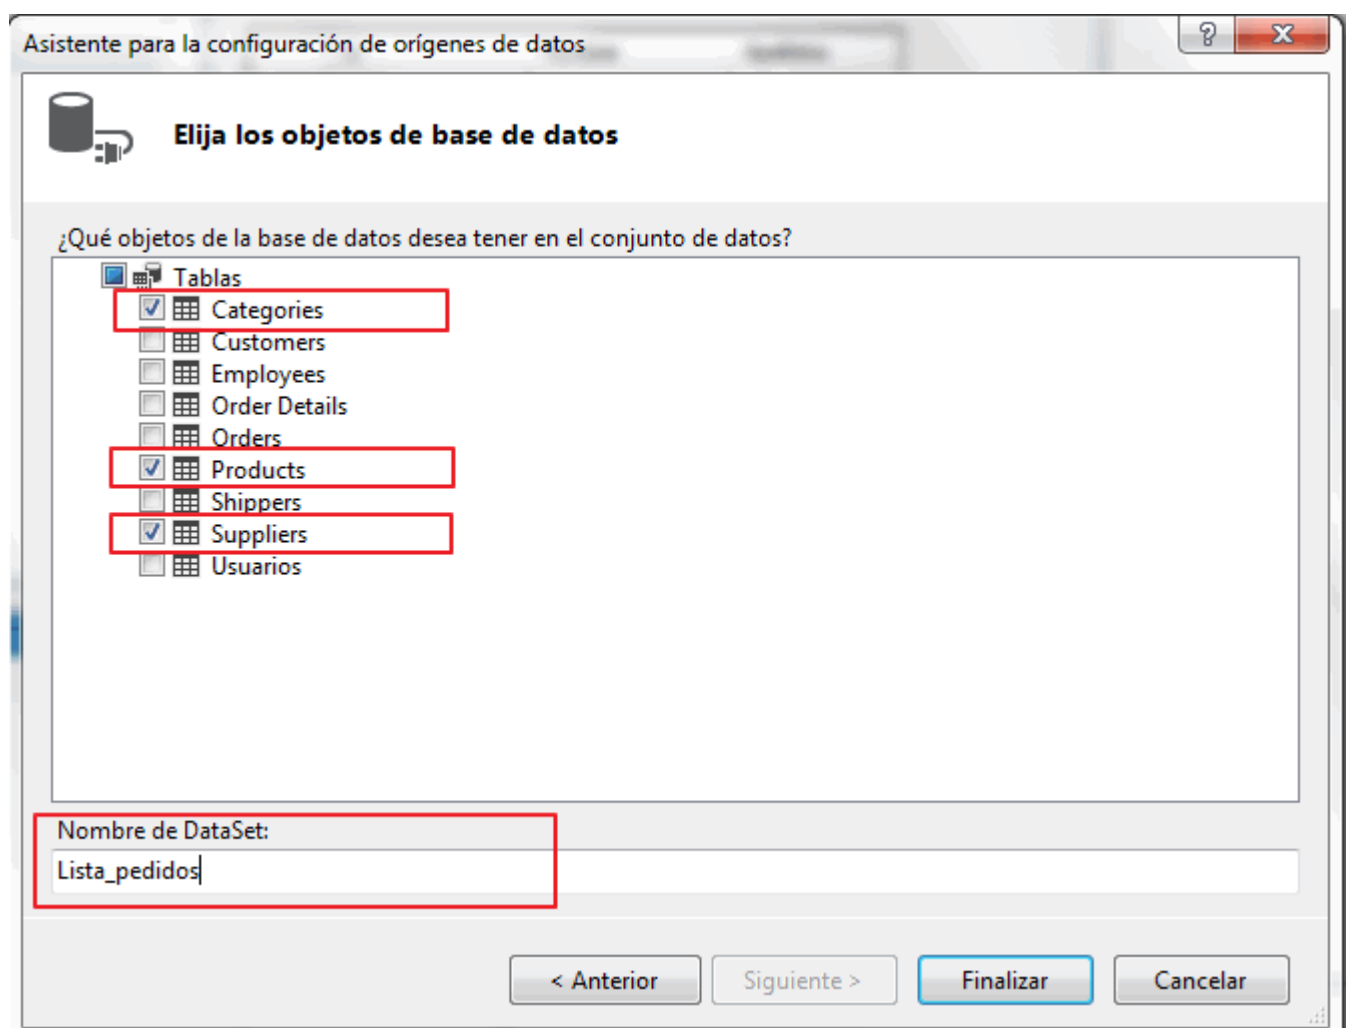 Asistente para la configuración de orígenes de datos
Elija los objetos de base de datos
¿Qué objetos de la base de datos desea tener en el conjunto de datos?
Tablas
Categories
Customers
Employees
Order Details
Orders
Products
Shippers
Suppliers
Usuarios
Nombre de DataSet:
Lista_pedidos
< Anterior
Siguiente >
Finalizar
Cancelar